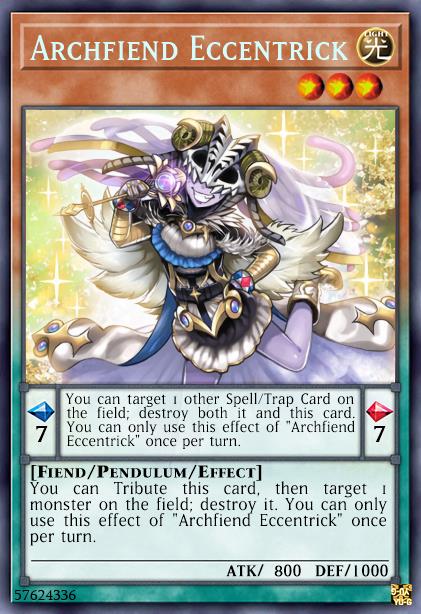 ARCHFIEND ECCENTRICK
LIGHT
光
You can target 1 other Spell/Trap Card on
the field; destroy both it and this card.
You can only use this effect of "Archfiend
Eccentrick" once per turn.
7
7
[FIEND/PENDULUM/EFFECT]
You can Tribute this card, then target 1
monster on the field; destroy it. You can only
use this effect of "Archfiend Eccentrick" once
per turn.
ATK/ 800 DEF/1000
57624336